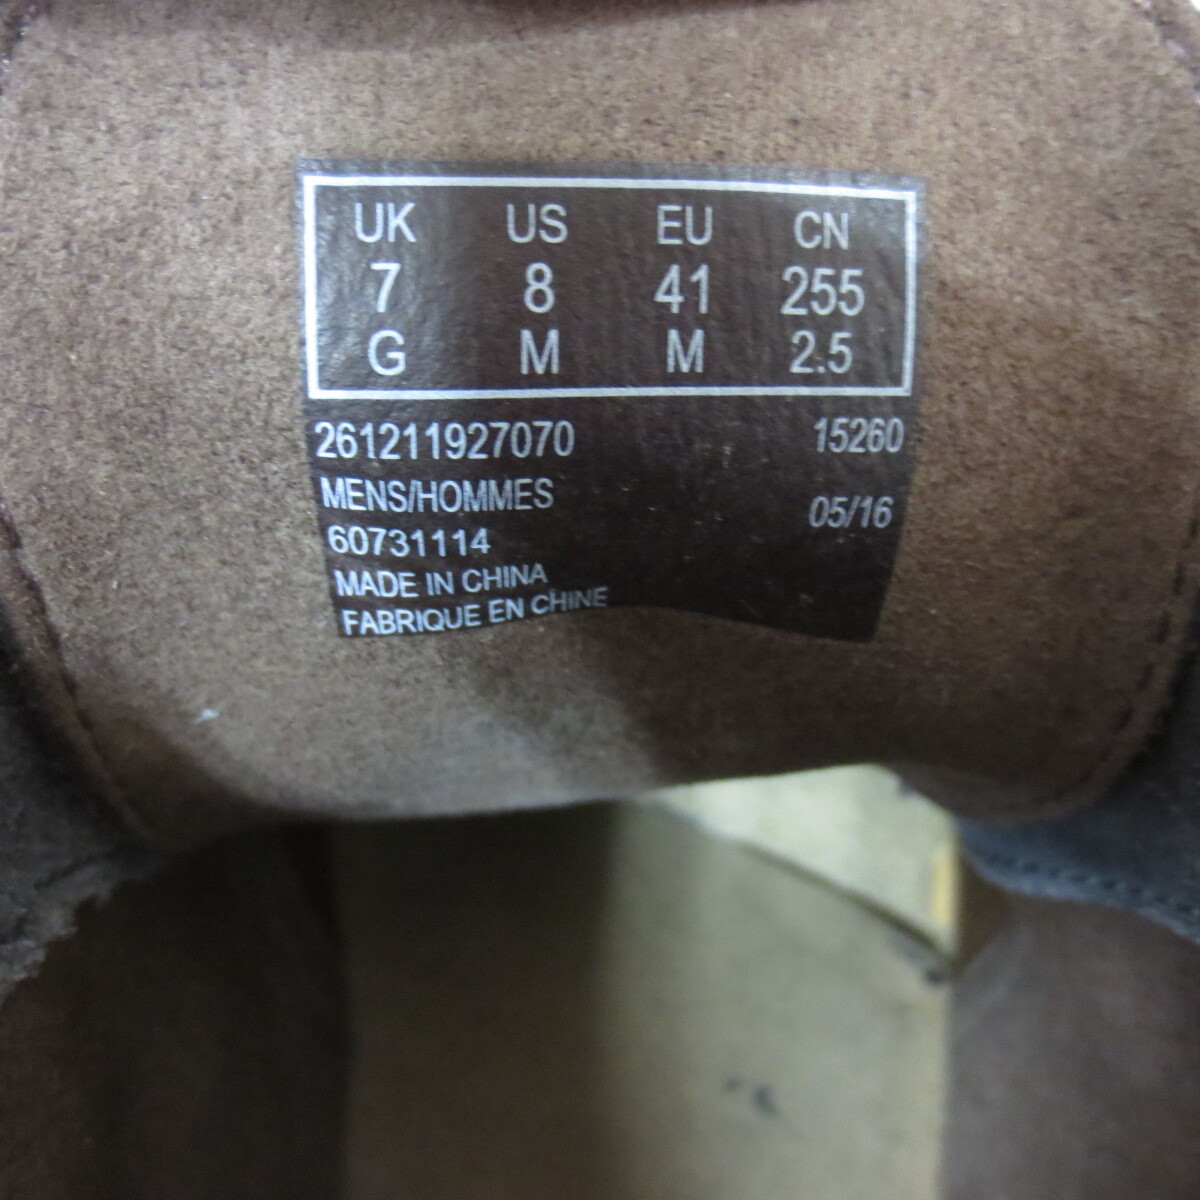 UK US EU CN
7 8 41 255
G M M 2.5
261211927070 15260
MENS/HOMMES
05/16
60731114
MADE IN CHINA
FABRIQUE EN CHINE